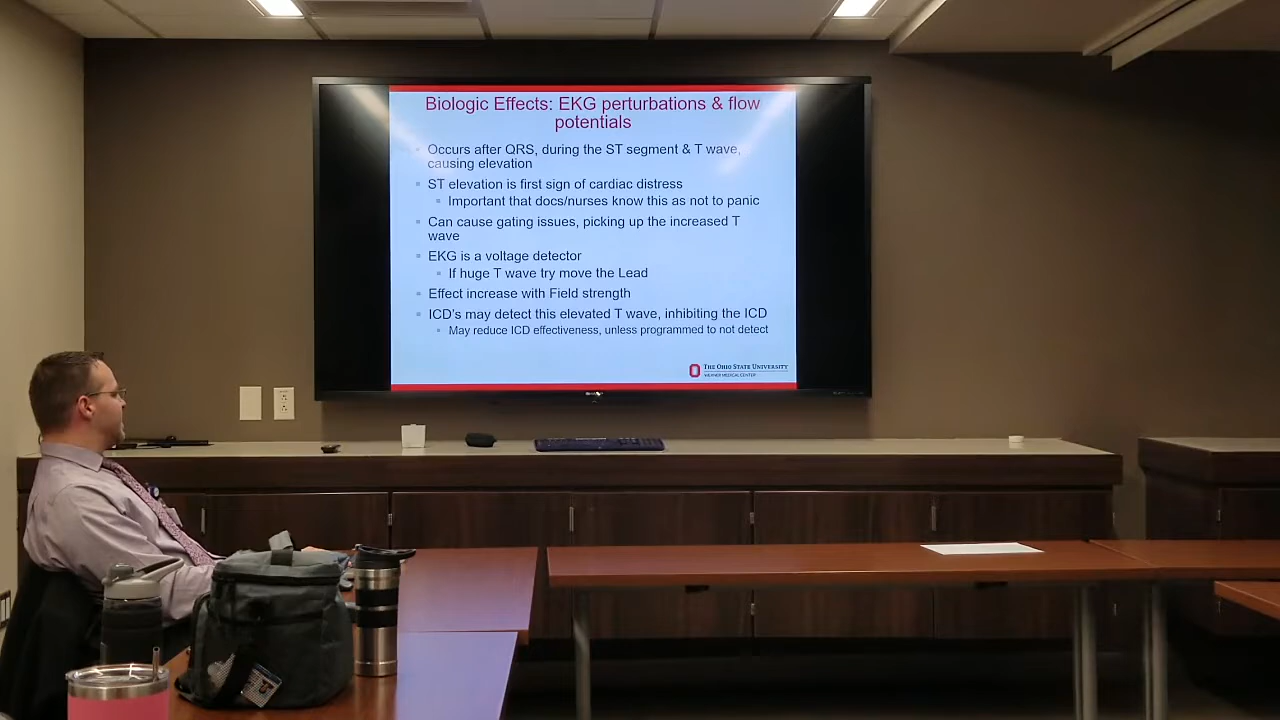 Biologic Effects: EKG perturbations & flow
potentials
Occurs after QRS, during the ST segment & T wave,
causing elevation
ST elevation is first sign of cardiac distress
Important that docs/nurses know this as not to panic
Can cause gating issues, picking up the increased T
wave
EKG is a voltage detector
If huge T wave try move the Lead
Effect increase with Field strength
ICD's may detect this elevated T wave, inhibiting the ICD
May reduce ICD effectiveness, unless programmed to not detect
THE OHIO STATE UNIVERSITY
WEXNER MEDICAL CENTER